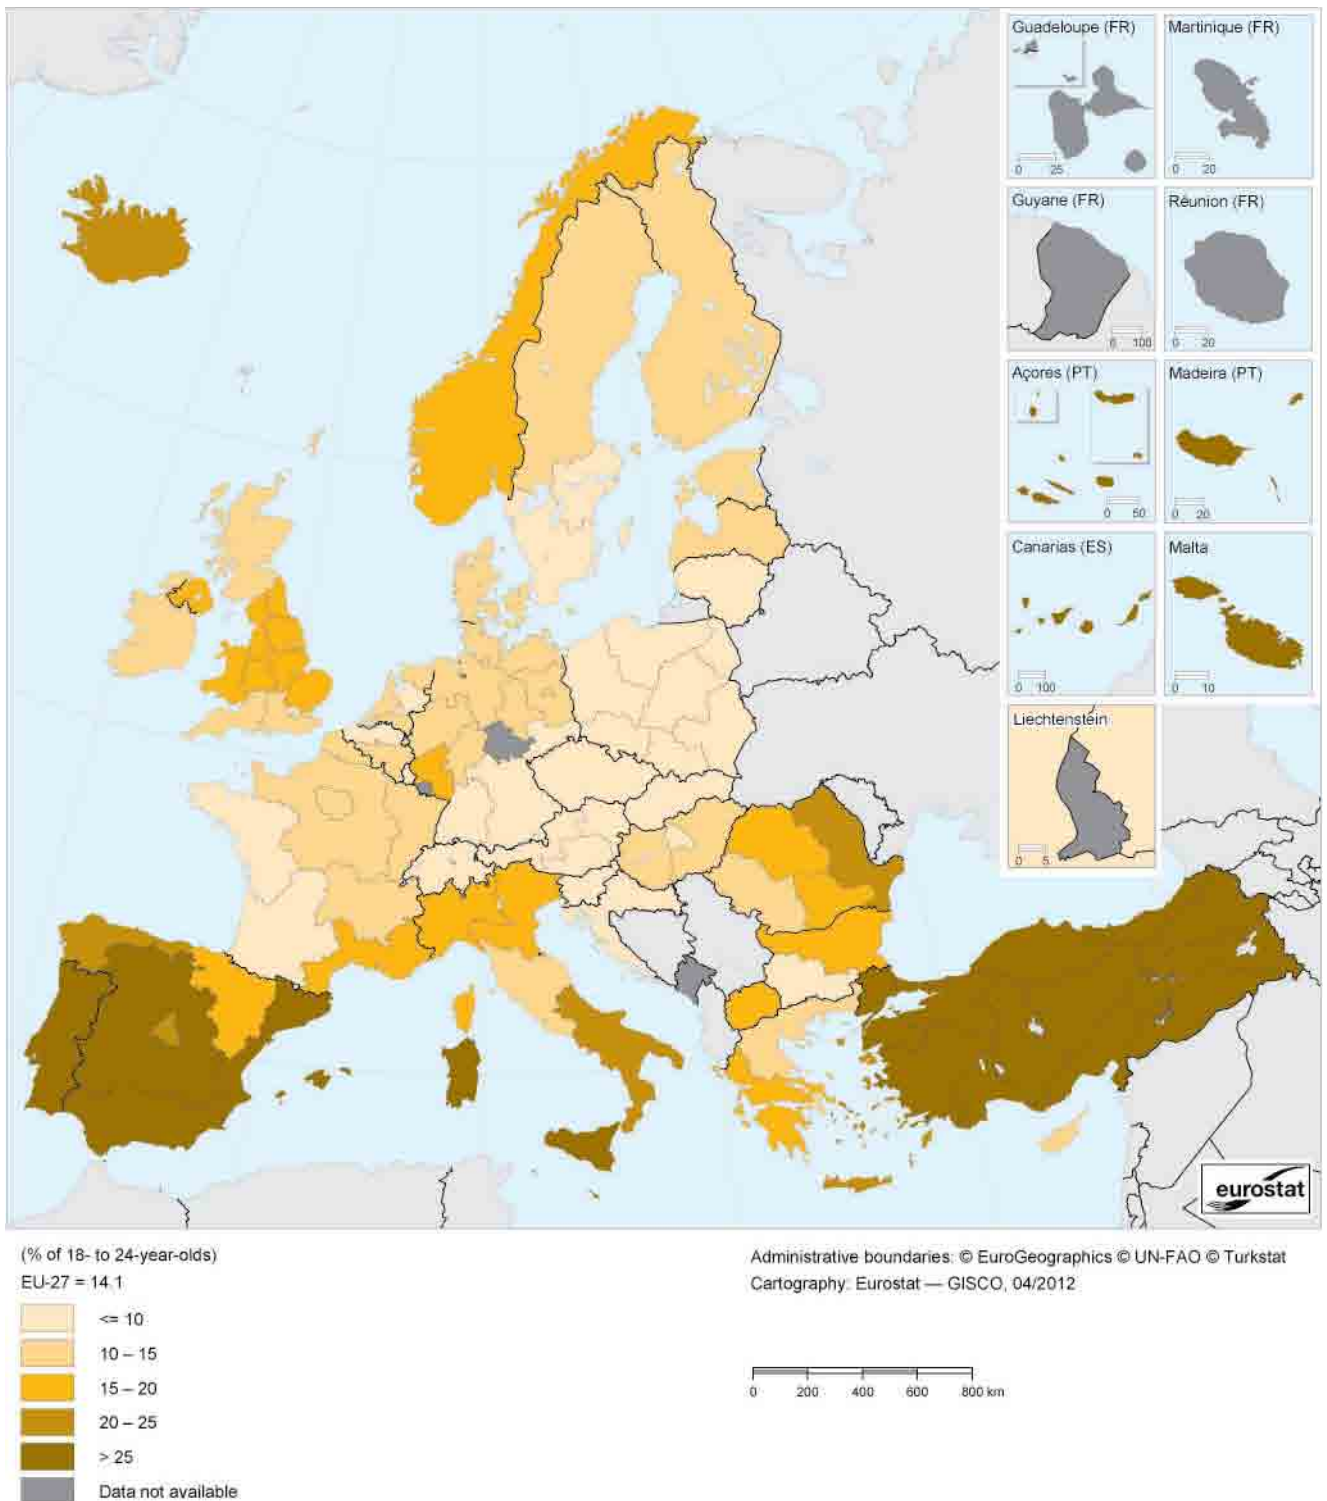 Guadeloupe (FR)
0 25
Martinique (FR)
0 20
Guyane (FR)
0 100
Réunion (FR)
0 20
Açores (PT)
0 50
Madeira (PT)
0 20
Canarias (ES)
0 100
Malta
0 10
Liechtenstein
0 5
eurostat
(% of 18- to 24-year-olds)
EU-27 = 14.1
<= 10
10 – 15
15 – 20
20 – 25
> 25
Data not available
Administrative boundaries: © EuroGeographics © UN-FAO © Turkstat
Cartography: Eurostat — GISCO, 04/2012
0 200 400 600 800 km